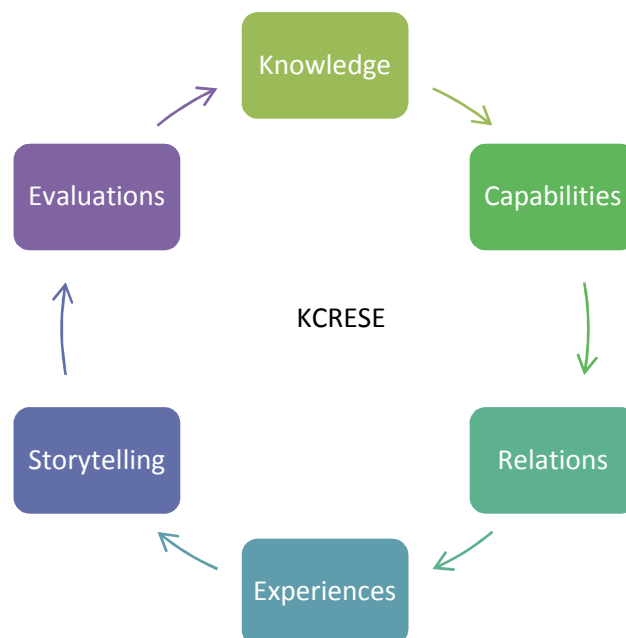 Knowledge
Capabilities
Relations
Experiences
Storytelling
Evaluations
KCRESE